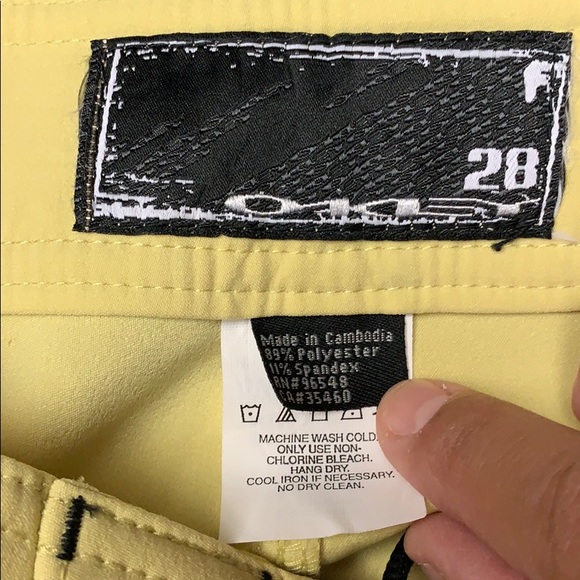 F
28
OAKLEY
Made in Cambodia
89% Polyester
11% Spandex
RN#96548
CA#35460
MACHINE WASH COLD.
ONLY USE NON-
CHLORINE BLEACH.
HANG DRY.
COOL IRON IF NECESSARY.
NO DRY CLEAN.